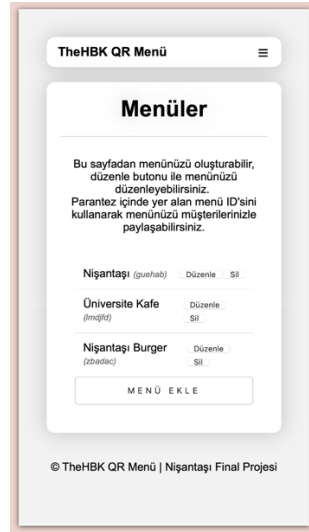 TheHBK QR Menü ≡
Menüler
Bu sayfadan menünüzü oluşturabilir,
düzenle butonu ile menünüzü
düzenleyebilirsiniz.
Parantez içinde yer alan menü ID'sini
kullanarak menünüzü müşterilerinizle
paylaşabilirsiniz.
Nişantaşı (guehab) Düzenle Sil
Üniversite Kafe Düzenle
(lmdjfd) Sil
Nişantaşı Burger Düzenle
(zbadac) Sil
MENÜ EKLE
© TheHBK QR Menü | Nişantaşı Final Projesi